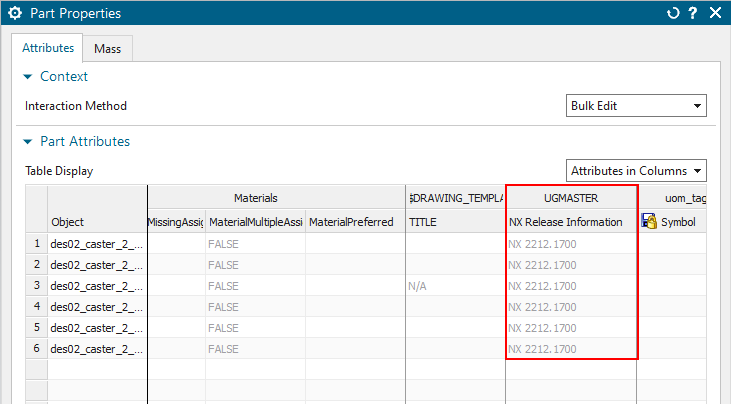 Part Properties
Attributes Mass
Context
Interaction Method Bulk Edit
Part Attributes
Table Display Attributes in Columns
Materials $DRAWING_TEMPLA UGMASTER uom_tag
Object MissingAssig MaterialMultipleAssi MaterialPreferred TITLE NX Release Information Symbol
1 des02_caster_2_... FALSE NX 2212.1700
2 des02_caster_2_... FALSE NX 2212.1700
3 des02_caster_2_... FALSE N/A NX 2212.1700
4 des02_caster_2_... FALSE NX 2212.1700
5 des02_caster_2_... FALSE NX 2212.1700
6 des02_caster_2_... FALSE NX 2212.1700